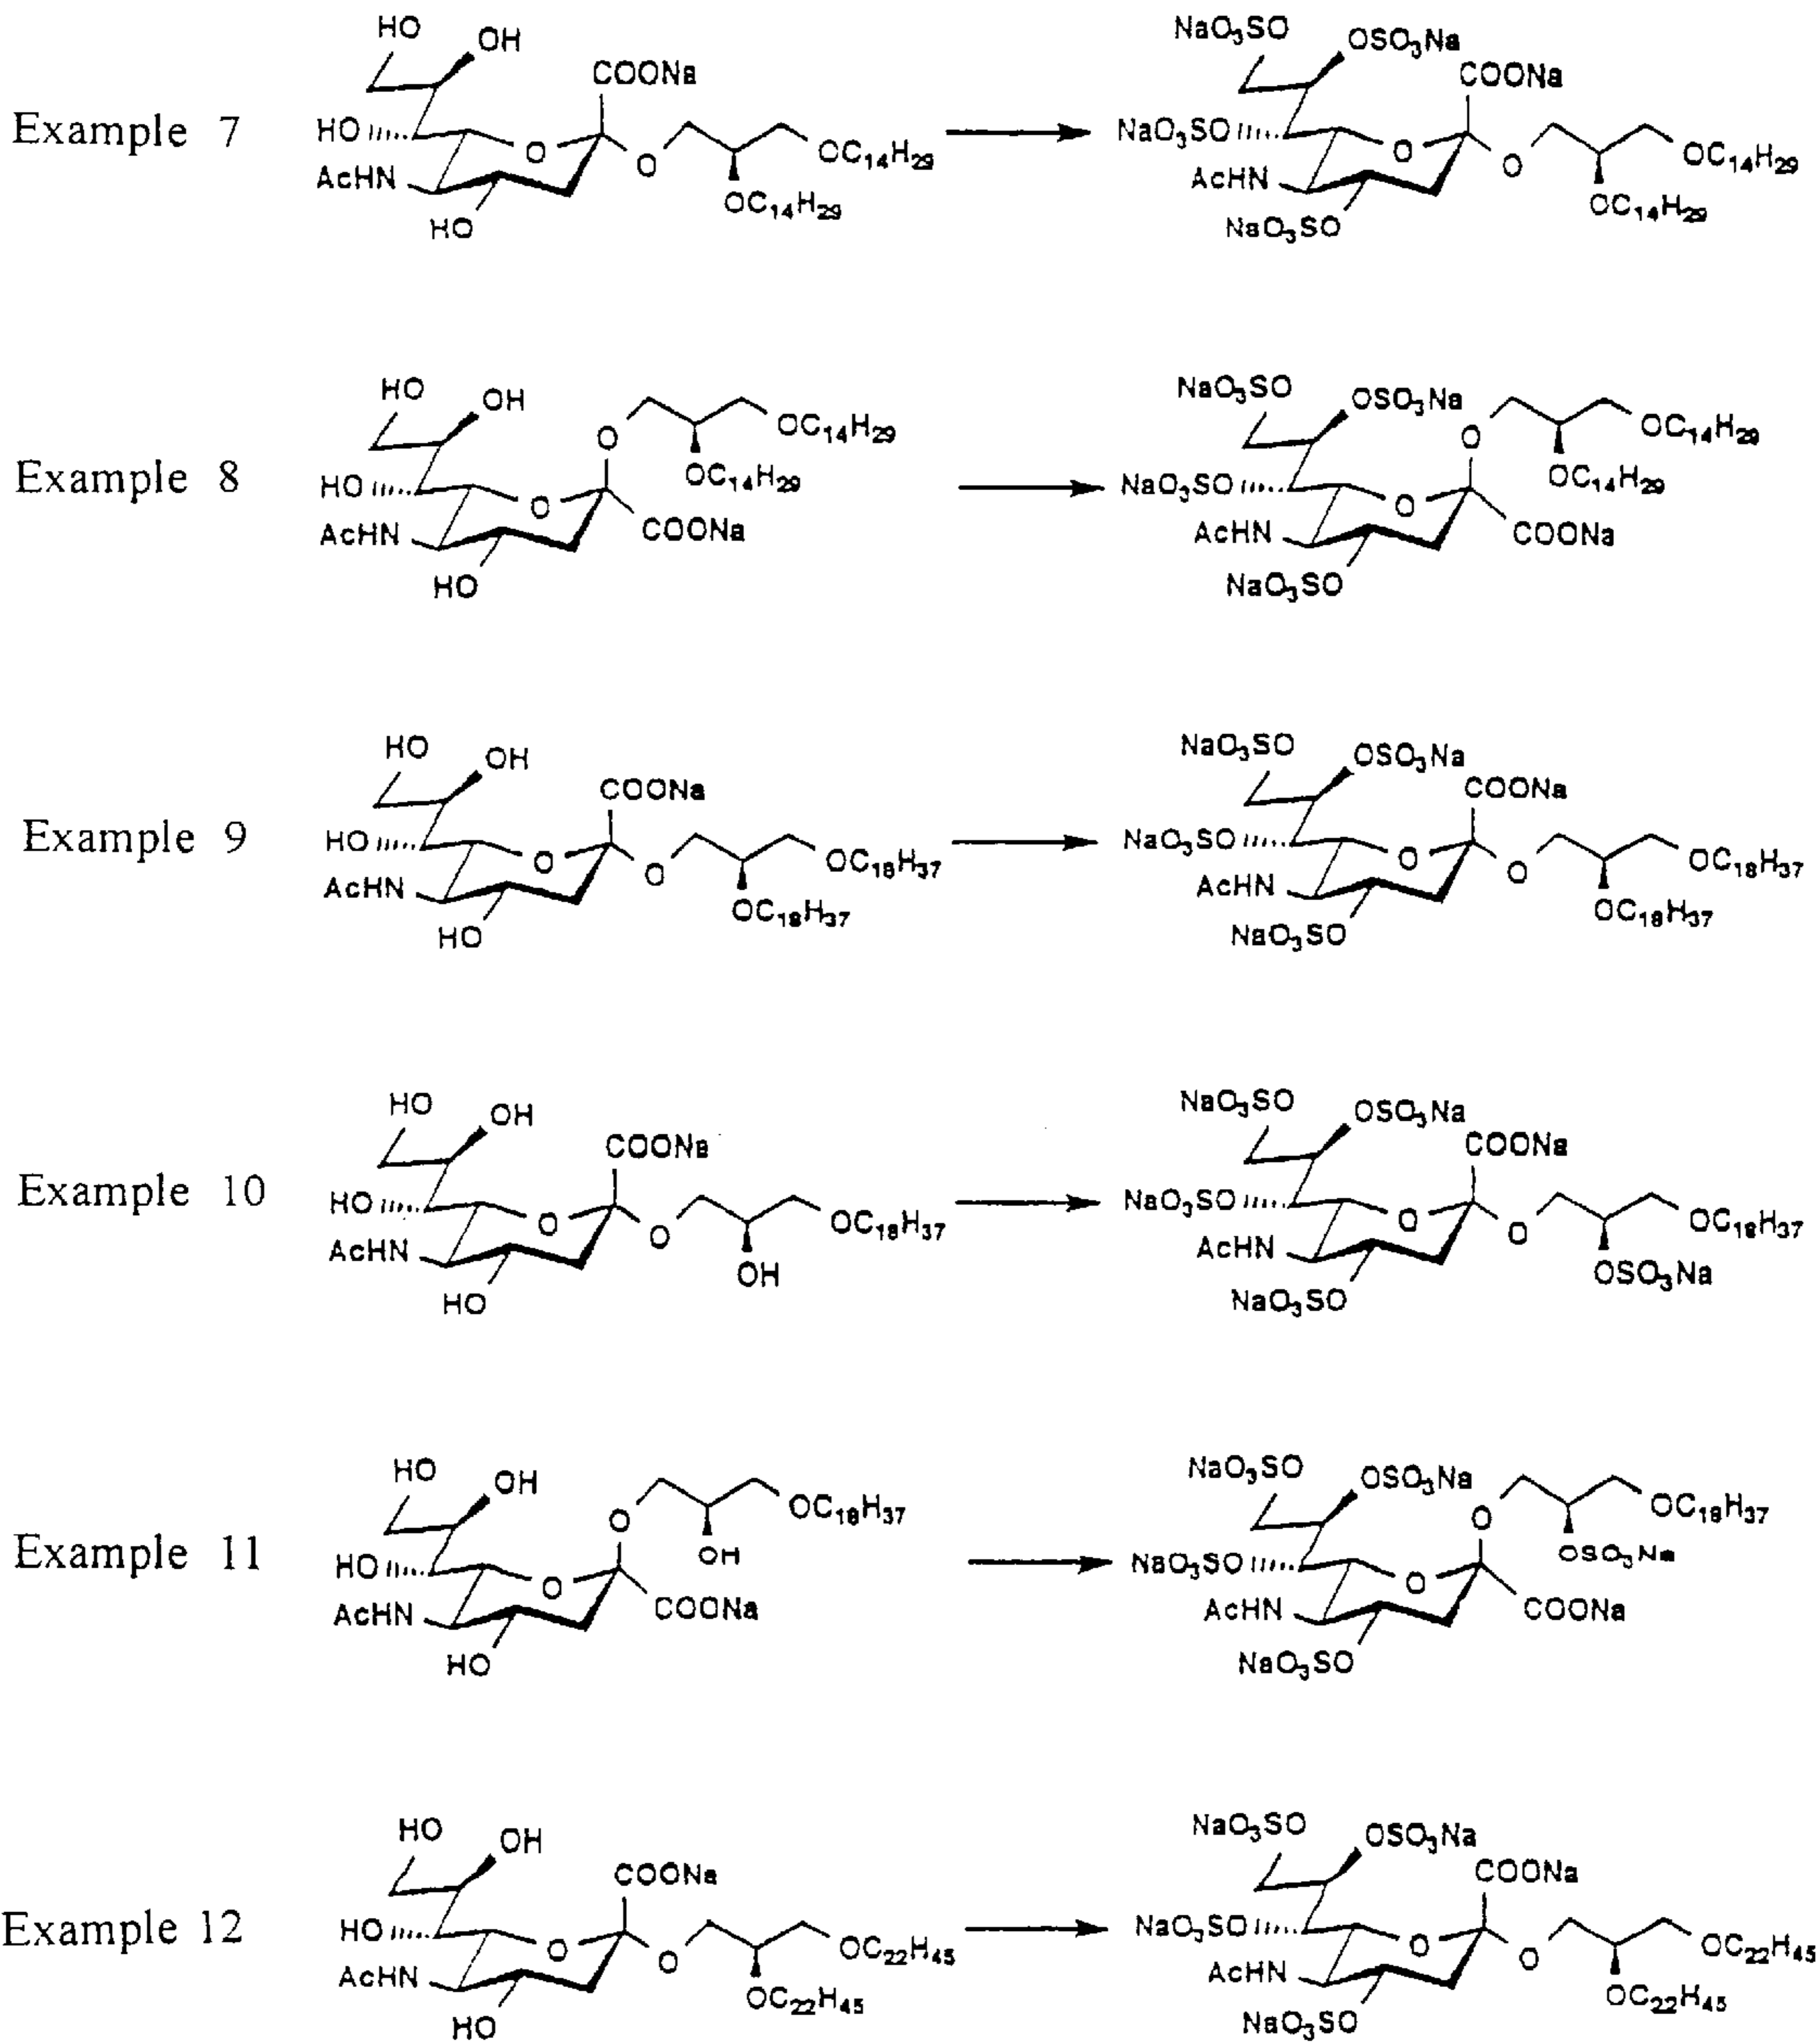 Example 7
HO OH COONa HO AcHN HO O O OC14H29 OC14H29
NaO3SO OSO3Na COONa NaO3SO AcHN NaO3SO O O OC14H29 OC14H29
Example 8
HO OH O OC14H29 OC14H29 HO O COONa AcHN HO
NaO3SO OSO3Na O OC14H29 OC14H29 NaO3SO O COONa AcHN NaO3SO
Example 9
HO OH COONa HO AcHN HO O O OC18H37 OC18H37
NaO3SO OSO3Na COONa NaO3SO AcHN NaO3SO O O OC18H37 OC18H37
Example 10
HO OH COONa HO AcHN HO O O OC18H37 OH
NaO3SO OSO3Na COONa NaO3SO AcHN NaO3SO O O OC18H37 OSO3Na
Example 11
HO OH O OC18H37 OH HO O COONa AcHN HO
NaO3SO OSO3Na O OC18H37 OSO3Na NaO3SO O COONa AcHN NaO3SO
Example 12
HO OH COONa HO AcHN HO O O OC22H45 OC22H45
NaO3SO OSO3Na COONa NaO3SO AcHN NaO3SO O O OC22H45 OC22H45